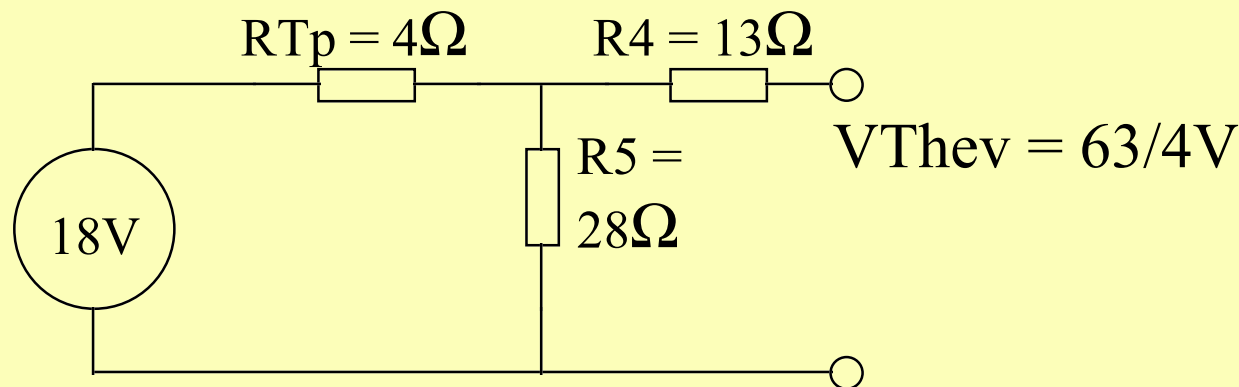 RTp = 4Ω
R4 = 13Ω
VThev = 63/4V
R5 =
28Ω
18V